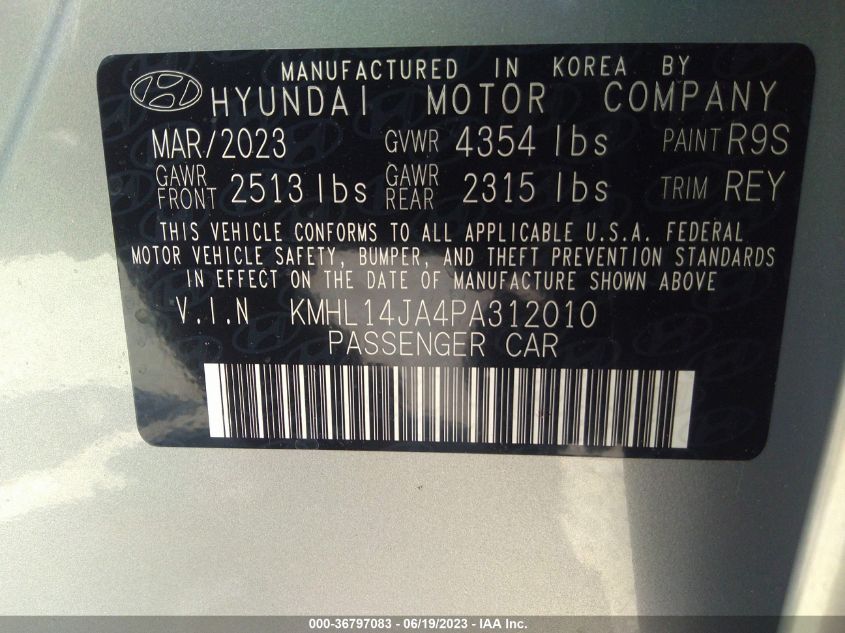 MANUFACTURED IN KOREA BY
HYUNDAI MOTOR COMPANY
MAR/2023 GVWR 4354 lbs PAINT R9S
GAWR FRONT 2513 lbs GAWR REAR 2315 lbs TRIM REY
THIS VEHICLE CONFORMS TO ALL APPLICABLE U.S.A. FEDERAL
MOTOR VEHICLE SAFETY, BUMPER, AND THEFT PREVENTION STANDARDS
IN EFFECT ON THE DATE OF MANUFACTURE SHOWN ABOVE
V.I.N KMHL14JA4PA312010
PASSENGER CAR
000-36797083 - 06/19/2023 - IAA Inc.